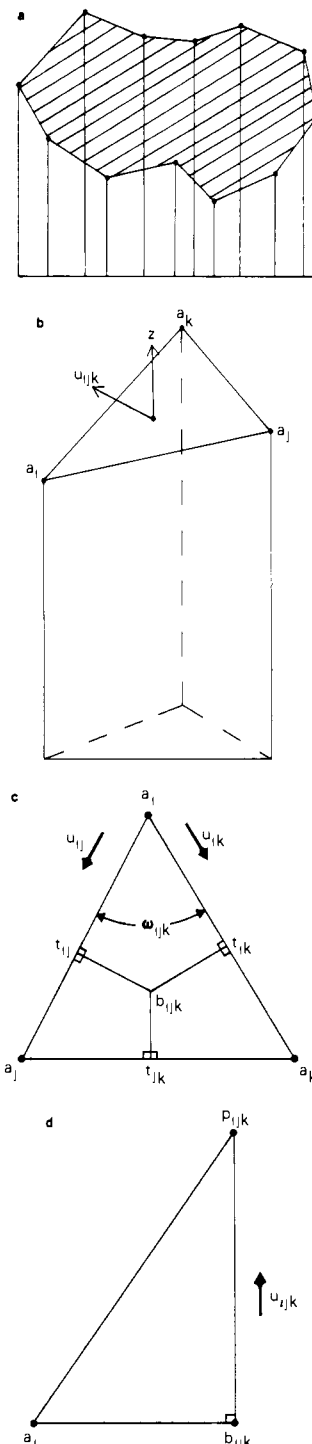 a
b
a_k
z
u_ijk
a_j
a_i
c
a_i
u_ij
u_ik
ω_ijk
t_ij
t_ik
b_ijk
a_j
t_jk
a_k
d
p_ijk
u_ijk
a_i
b_ijk